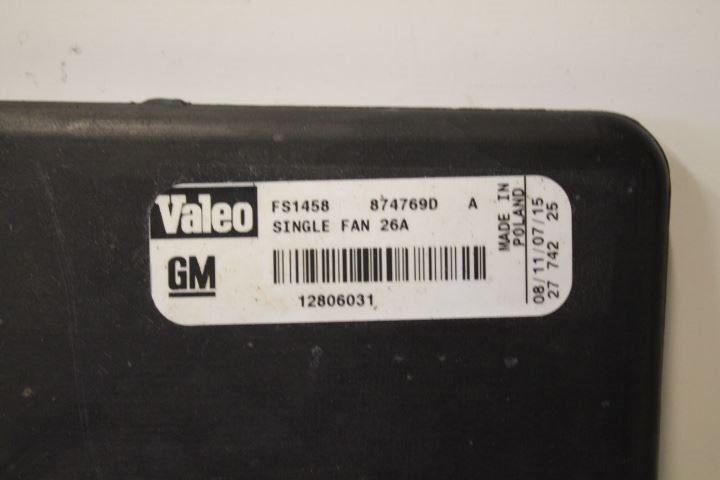 Valeo FS1458 874769D A
SINGLE FAN 26A
GM
12806031
MADE IN
POLAND
08/11/07/15
27 742 25